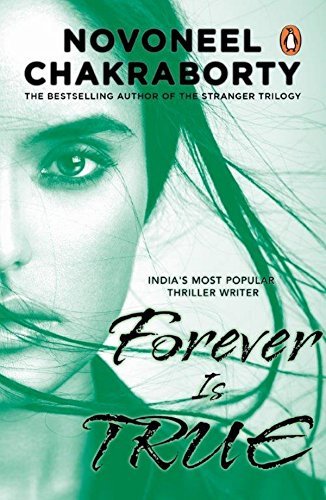 NOVONEEL
CHAKRABORTY
THE BESTSELLING AUTHOR OF THE STRANGER TRILOGY
INDIA'S MOST POPULAR
THRILLER WRITER
Forever
Is
TRUE